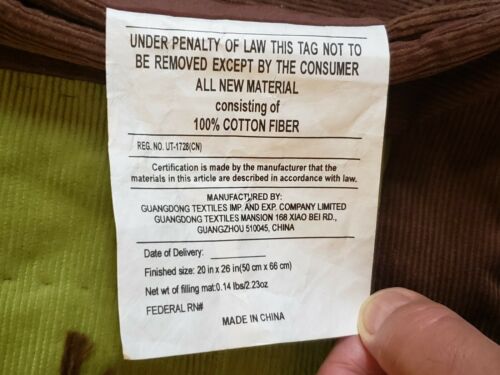 UNDER PENALTY OF LAW THIS TAG NOT TO
BE REMOVED EXCEPT BY THE CONSUMER
ALL NEW MATERIAL
consisting of
100% COTTON FIBER
REG. NO. UT-1728(CN)
Certification is made by the manufacturer that the
materials in this article are described in accordance with law.
MANUFACTURED BY:
GUANGDONG TEXTILES IMP. AND EXP. COMPANY LIMITED
GUANGDONG TEXTILES MANSION 168 XIAO BEI RD.,
GUANGZHOU 510045, CHINA
Date of Delivery:
Finished size: 20 in x 26 in(50 cm x 66 cm)
Net wt of filling mat:0.14 lbs/2.23oz
FEDERAL RN#
MADE IN CHINA